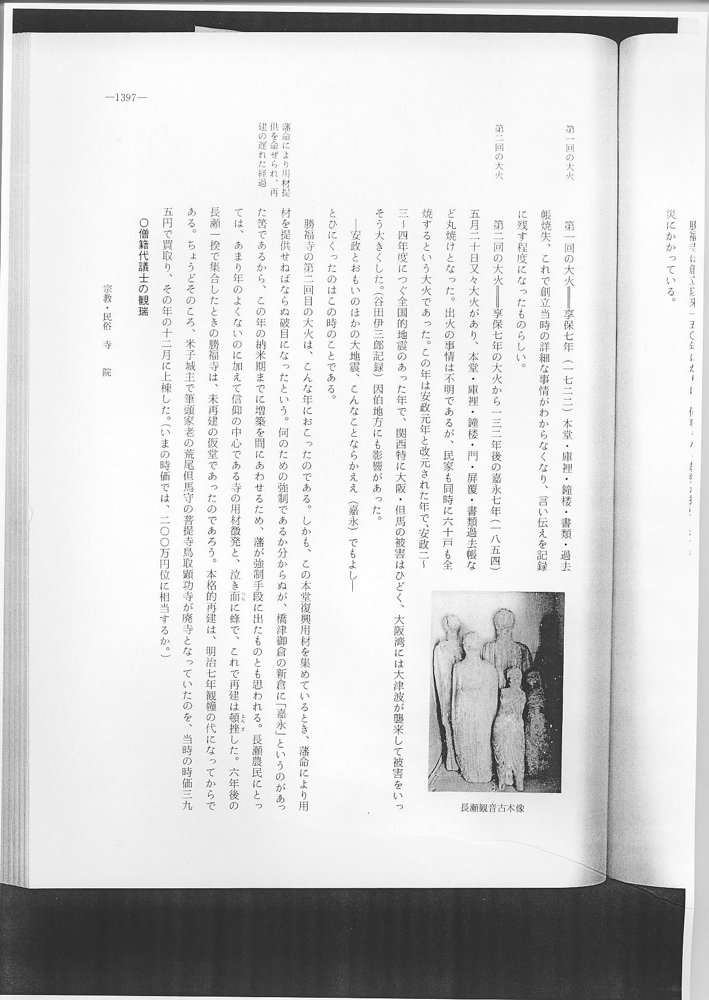 災にかかっている。
第一回の大火
第一回の大火══享保七年（一七二二）本堂・庫裡・鐘楼・書類・過去
帳焼失、これで創立当時の詳細な事情がわからなくなり、言い伝えを記録
に残す程度になったものらしい。
第二回の大火
第二回の大火══享保七年の大火から一三二年後の嘉永七年（一八五四）
五月二十日又々大火があり、本堂・庫裡・鐘楼・門・屏覆・書類過去帳な
ど丸焼けとなった。出火の事情は不明であるが、民家も同時に六十戸も全
焼するという大火であった。この年は安政元年と改元された年で、安政二～
三～四年度につぐ全国的地震のあった年で、関西特に大阪・但馬の被害はひどく、大阪湾には大津波が襲来して被害をいっ
そう大きくした。（谷田伊三郎記録）因伯地方にも影響があった。
―安政とおもいのほかの大地震、こんなことならかええ（嘉永）でもよし―
とひにくったのはこの時のことである。
藩命により用材提
供を命ぜられ、再
建の遅れた経過
勝福寺の第二回目の大火は、こんな年におこったのである。しかも、この本堂復興用材を集めているとき、藩命により用
材を提供せねばならぬ破目になったという。何のための強制であるか分からぬが、橋津御倉の新倉に「嘉永」というのがあっ
た筈であるから、この年の納米期までに増築を間にあわせるため、藩が強制手段に出たものとも思われる。長瀬農民にとっ
ては、あまり年のよくないのに加えて信仰の中心である寺の用材徴発と、泣き面（つら）に蜂で、これで再建は頓挫（とんざ）した。六年後の
長瀬一揆で集合したときの勝福寺は、未再建の仮堂であったのであろう。本格的再建は、明治七年観幢の代になってからで
ある。ちょうどそのころ、米子城主で筆頭家老の荒尾但馬守の菩提寺鳥取顕功寺が廃寺となっていたのを、当時の時価三九
五円で買取り、その年の十二月に上棟した。（いまの時価では、二〇〇万円位に相当するか。）
〇僧籍代議士の観瑞
長瀬観音古木像
宗教・民俗　寺　院
―1397―